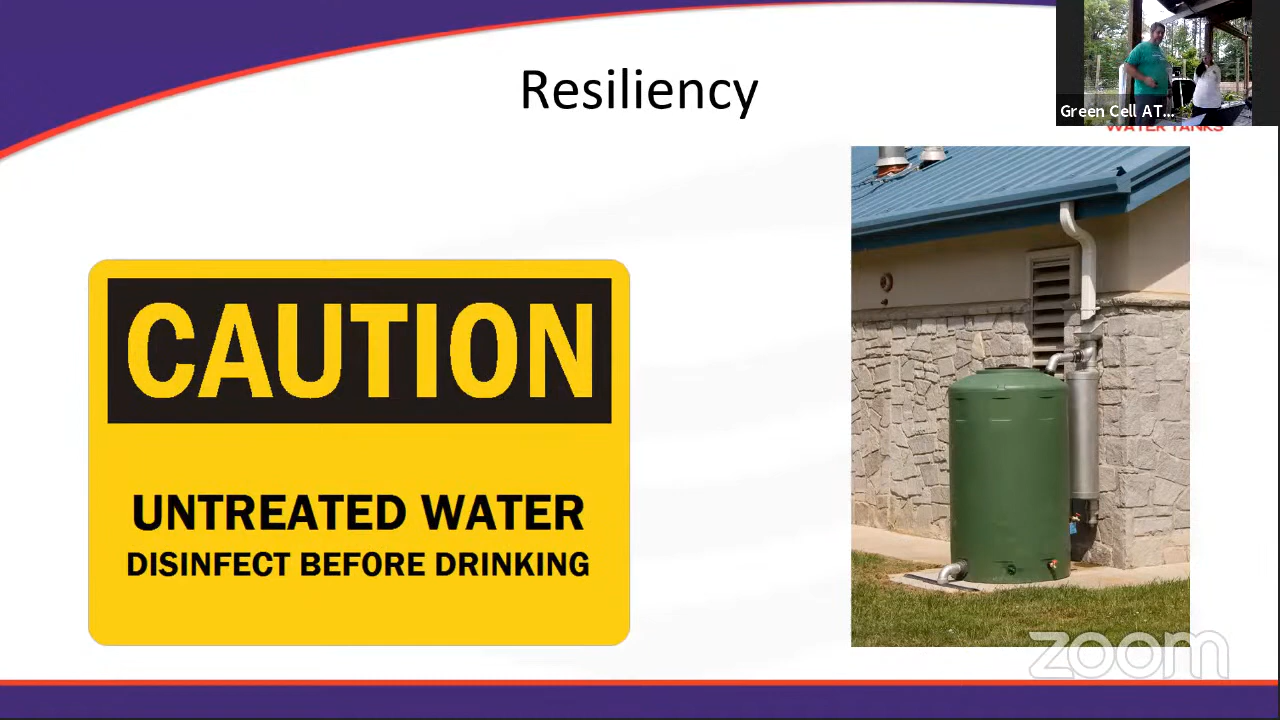 Resiliency
Green Cell AT...
WATER TANKS
CAUTION
UNTREATED WATER
DISINFECT BEFORE DRINKING
zoom